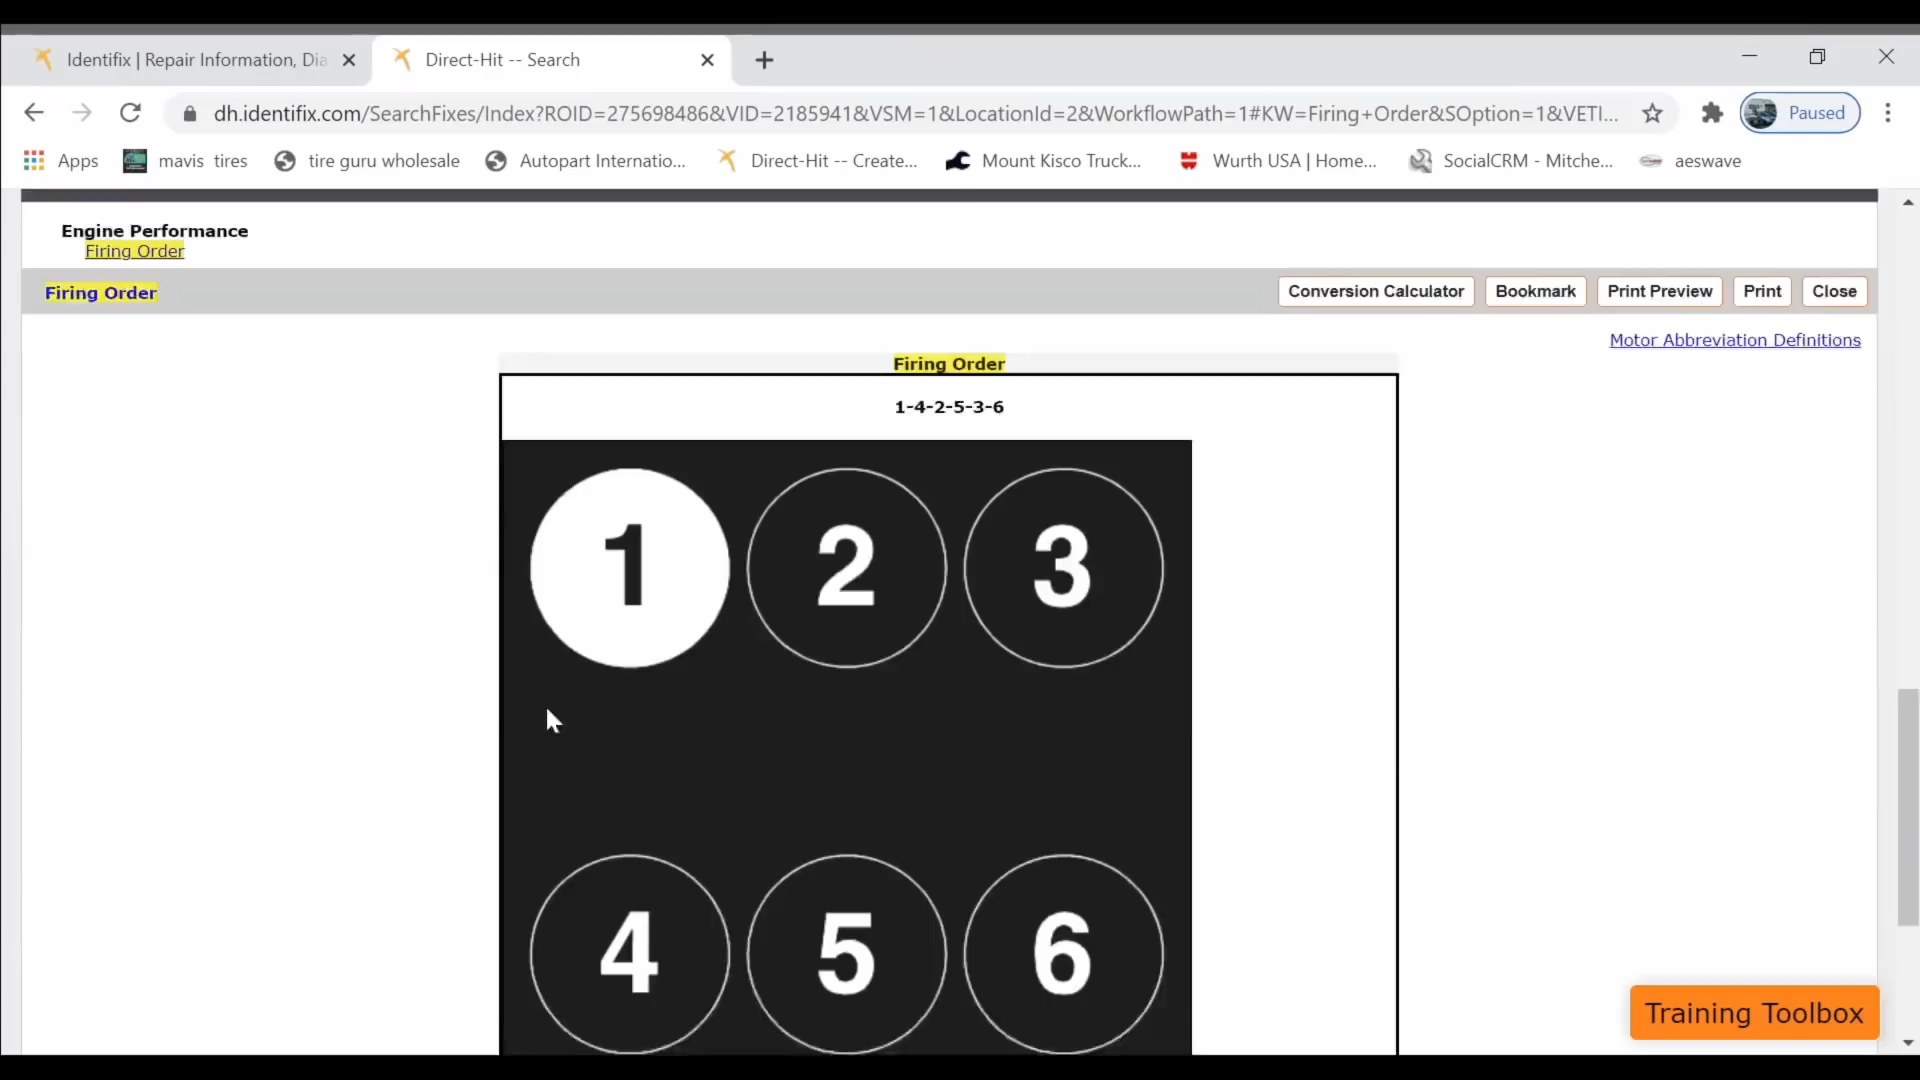 Identifix | Repair Information, Dia
Direct-Hit -- Search
dh.identifix.com/SearchFixes/Index?ROID=275698486&VID=2185941&VSM=1&LocationId=2&WorkflowPath=1#KW=Firing+Order&SOption=1&VETI...
Paused
Apps mavis tires tire guru wholesale Autopart Internatio... Direct-Hit -- Create... Mount Kisco Truck... Wurth USA | Home... SocialCRM - Mitche... aeswave
Engine Performance
Firing Order
Firing Order Conversion Calculator Bookmark Print Preview Print Close
Motor Abbreviation Definitions
Firing Order
1-4-2-5-3-6
1 2 3
4 5 6
Training Toolbox